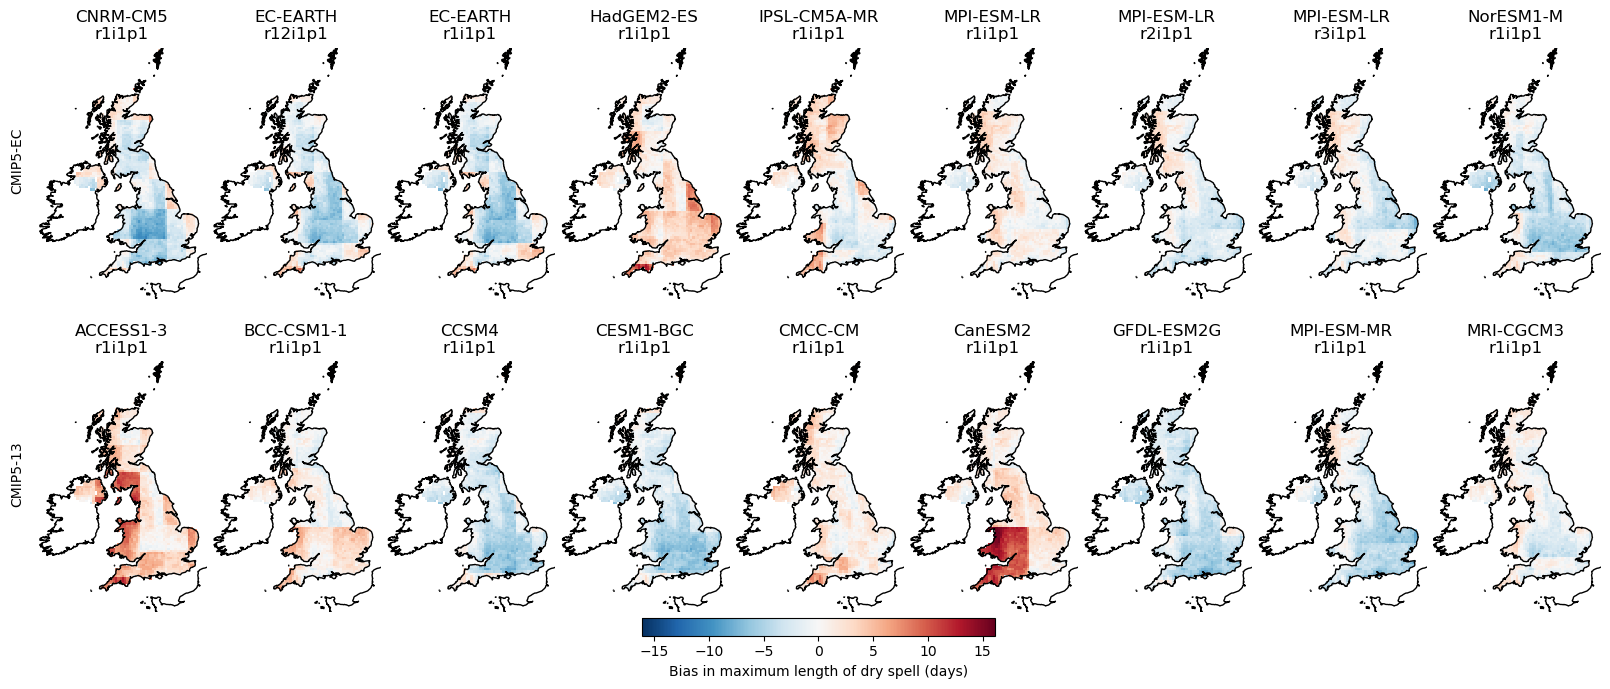 CNRM-CM5
r1i1p1
EC-EARTH
r12i1p1
EC-EARTH
r1i1p1
HadGEM2-ES
r1i1p1
IPSL-CM5A-MR
r1i1p1
MPI-ESM-LR
r1i1p1
MPI-ESM-LR
r2i1p1
MPI-ESM-LR
r3i1p1
NorESM1-M
r1i1p1
CMIP5-EC
ACCESS1-3
r1i1p1
BCC-CSM1-1
r1i1p1
CCSM4
r1i1p1
CESM1-BGC
r1i1p1
CMCC-CM
r1i1p1
CanESM2
r1i1p1
GFDL-ESM2G
r1i1p1
MPI-ESM-MR
r1i1p1
MRI-CGCM3
r1i1p1
CMIP5-13
−15 −10 −5 0 5 10 15
Bias in maximum length of dry spell (days)